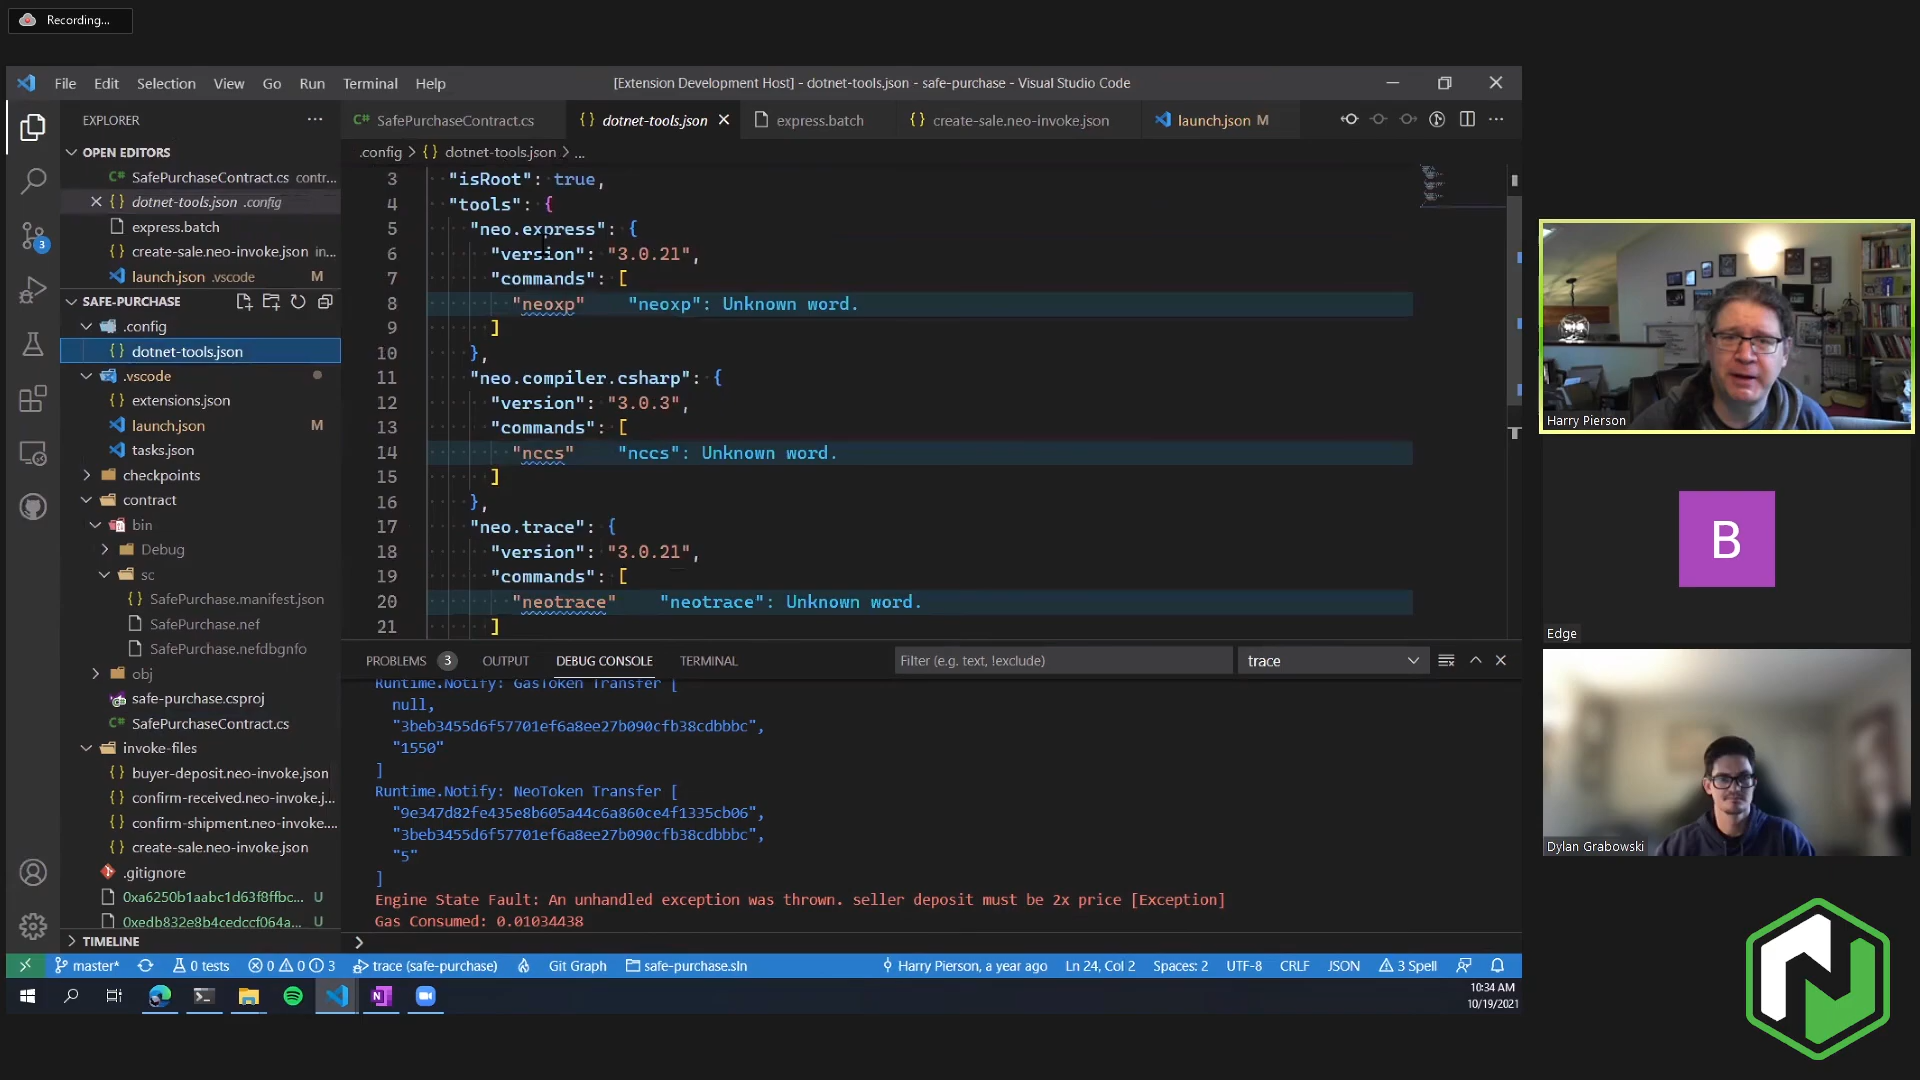 Recording...
File Edit Selection View Go Run Terminal Help
[Extension Development Host] - dotnet-tools.json - safe-purchase - Visual Studio Code
EXPLORER
SafePurchaseContract.cs
dotnet-tools.json
express.batch
create-sale.neo-invoke.json
launch.json M
OPEN EDITORS
SafePurchaseContract.cs contr...
dotnet-tools.json .config
express.batch
create-sale.neo-invoke.json in...
launch.json .vscode M
3
SAFE-PURCHASE
.config
dotnet-tools.json
.vscode
extensions.json
launch.json M
tasks.json
checkpoints
contract
bin
Debug
sc
SafePurchase.manifest.json
SafePurchase.nef
SafePurchase.nefdbgnfo
obj
safe-purchase.csproj
SafePurchaseContract.cs
invoke-files
buyer-deposit.neo-invoke.json
confirm-received.neo-invoke.j...
confirm-shipment.neo-invoke....
create-sale.neo-invoke.json
.gitignore
0xa6250b1aabc1d63f8ffbc... U
0xedb832e8b4cedccf064a... U
TIMELINE
.config > dotnet-tools.json > ...
3 "isRoot": true,
4 "tools": {
5 "neo.express": {
6 "version": "3.0.21",
7 "commands": [
8 "neoxp" "neoxp": Unknown word.
9 ]
10 },
11 "neo.compiler.csharp": {
12 "version": "3.0.3",
13 "commands": [
14 "nccs" "nccs": Unknown word.
15 ]
16 },
17 "neo.trace": {
18 "version": "3.0.21",
19 "commands": [
20 "neotrace" "neotrace": Unknown word.
21 ]
PROBLEMS 3 OUTPUT DEBUG CONSOLE TERMINAL
Filter (e.g. text, !exclude)
trace
Runtime.Notify: GasToken Transfer [
null,
"3beb3455d6f57701ef6a8ee27b090cfb38cdbbbc",
"1550"
]
Runtime.Notify: NeoToken Transfer [
"9e347d82fe435e8b605a44c6a860ce4f1335cb06",
"3beb3455d6f57701ef6a8ee27b090cfb38cdbbbc",
"5"
]
Engine State Fault: An unhandled exception was thrown. seller deposit must be 2x price [Exception]
Gas Consumed: 0.01034438
>
master* 0 tests 0 0 3 trace (safe-purchase) Git Graph safe-purchase.sln Harry Pierson, a year ago Ln 24, Col 2 Spaces: 2 UTF-8 CRLF JSON 3 Spell
10:34 AM
10/19/2021
Harry Pierson
B
Edge
Dylan Grabowski